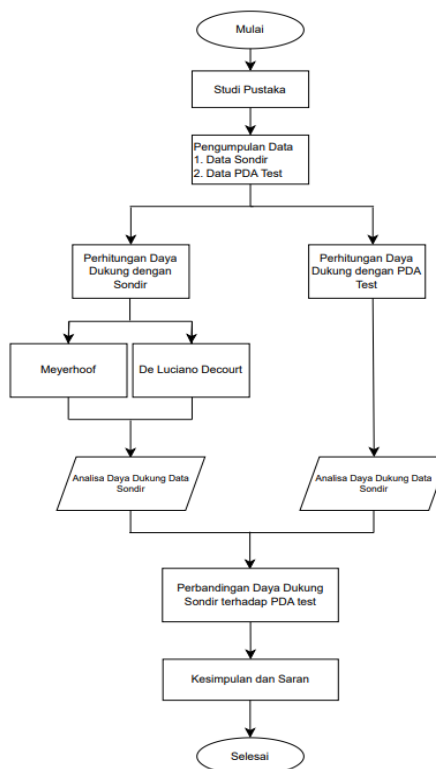 Mulai
Studi Pustaka
Pengumpulan Data
1. Data Sondir
2. Data PDA Test
Perhitungan Daya
Dukung dengan
Sondir
Perhitungan Daya
Dukung dengan PDA
Test
Meyerhoof
De Luciano Decourt
Analisa Daya Dukung Data
Sondir
Analisa Daya Dukung Data
Sondir
Perbandingan Daya Dukung
Sondir terhadap PDA test
Kesimpulan dan Saran
Selesai